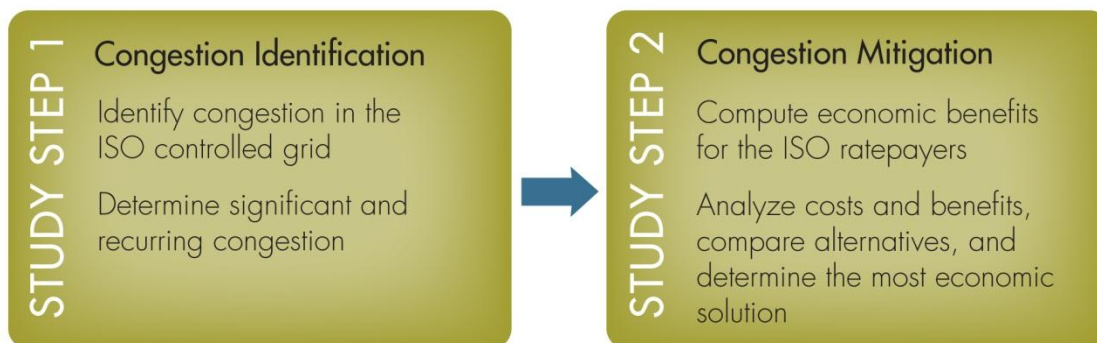 STUDY STEP 1
Congestion Identification
Identify congestion in the
ISO controlled grid
Determine significant and
recurring congestion
STUDY STEP 2
Congestion Mitigation
Compute economic benefits
for the ISO ratepayers
Analyze costs and benefits,
compare alternatives, and
determine the most economic
solution